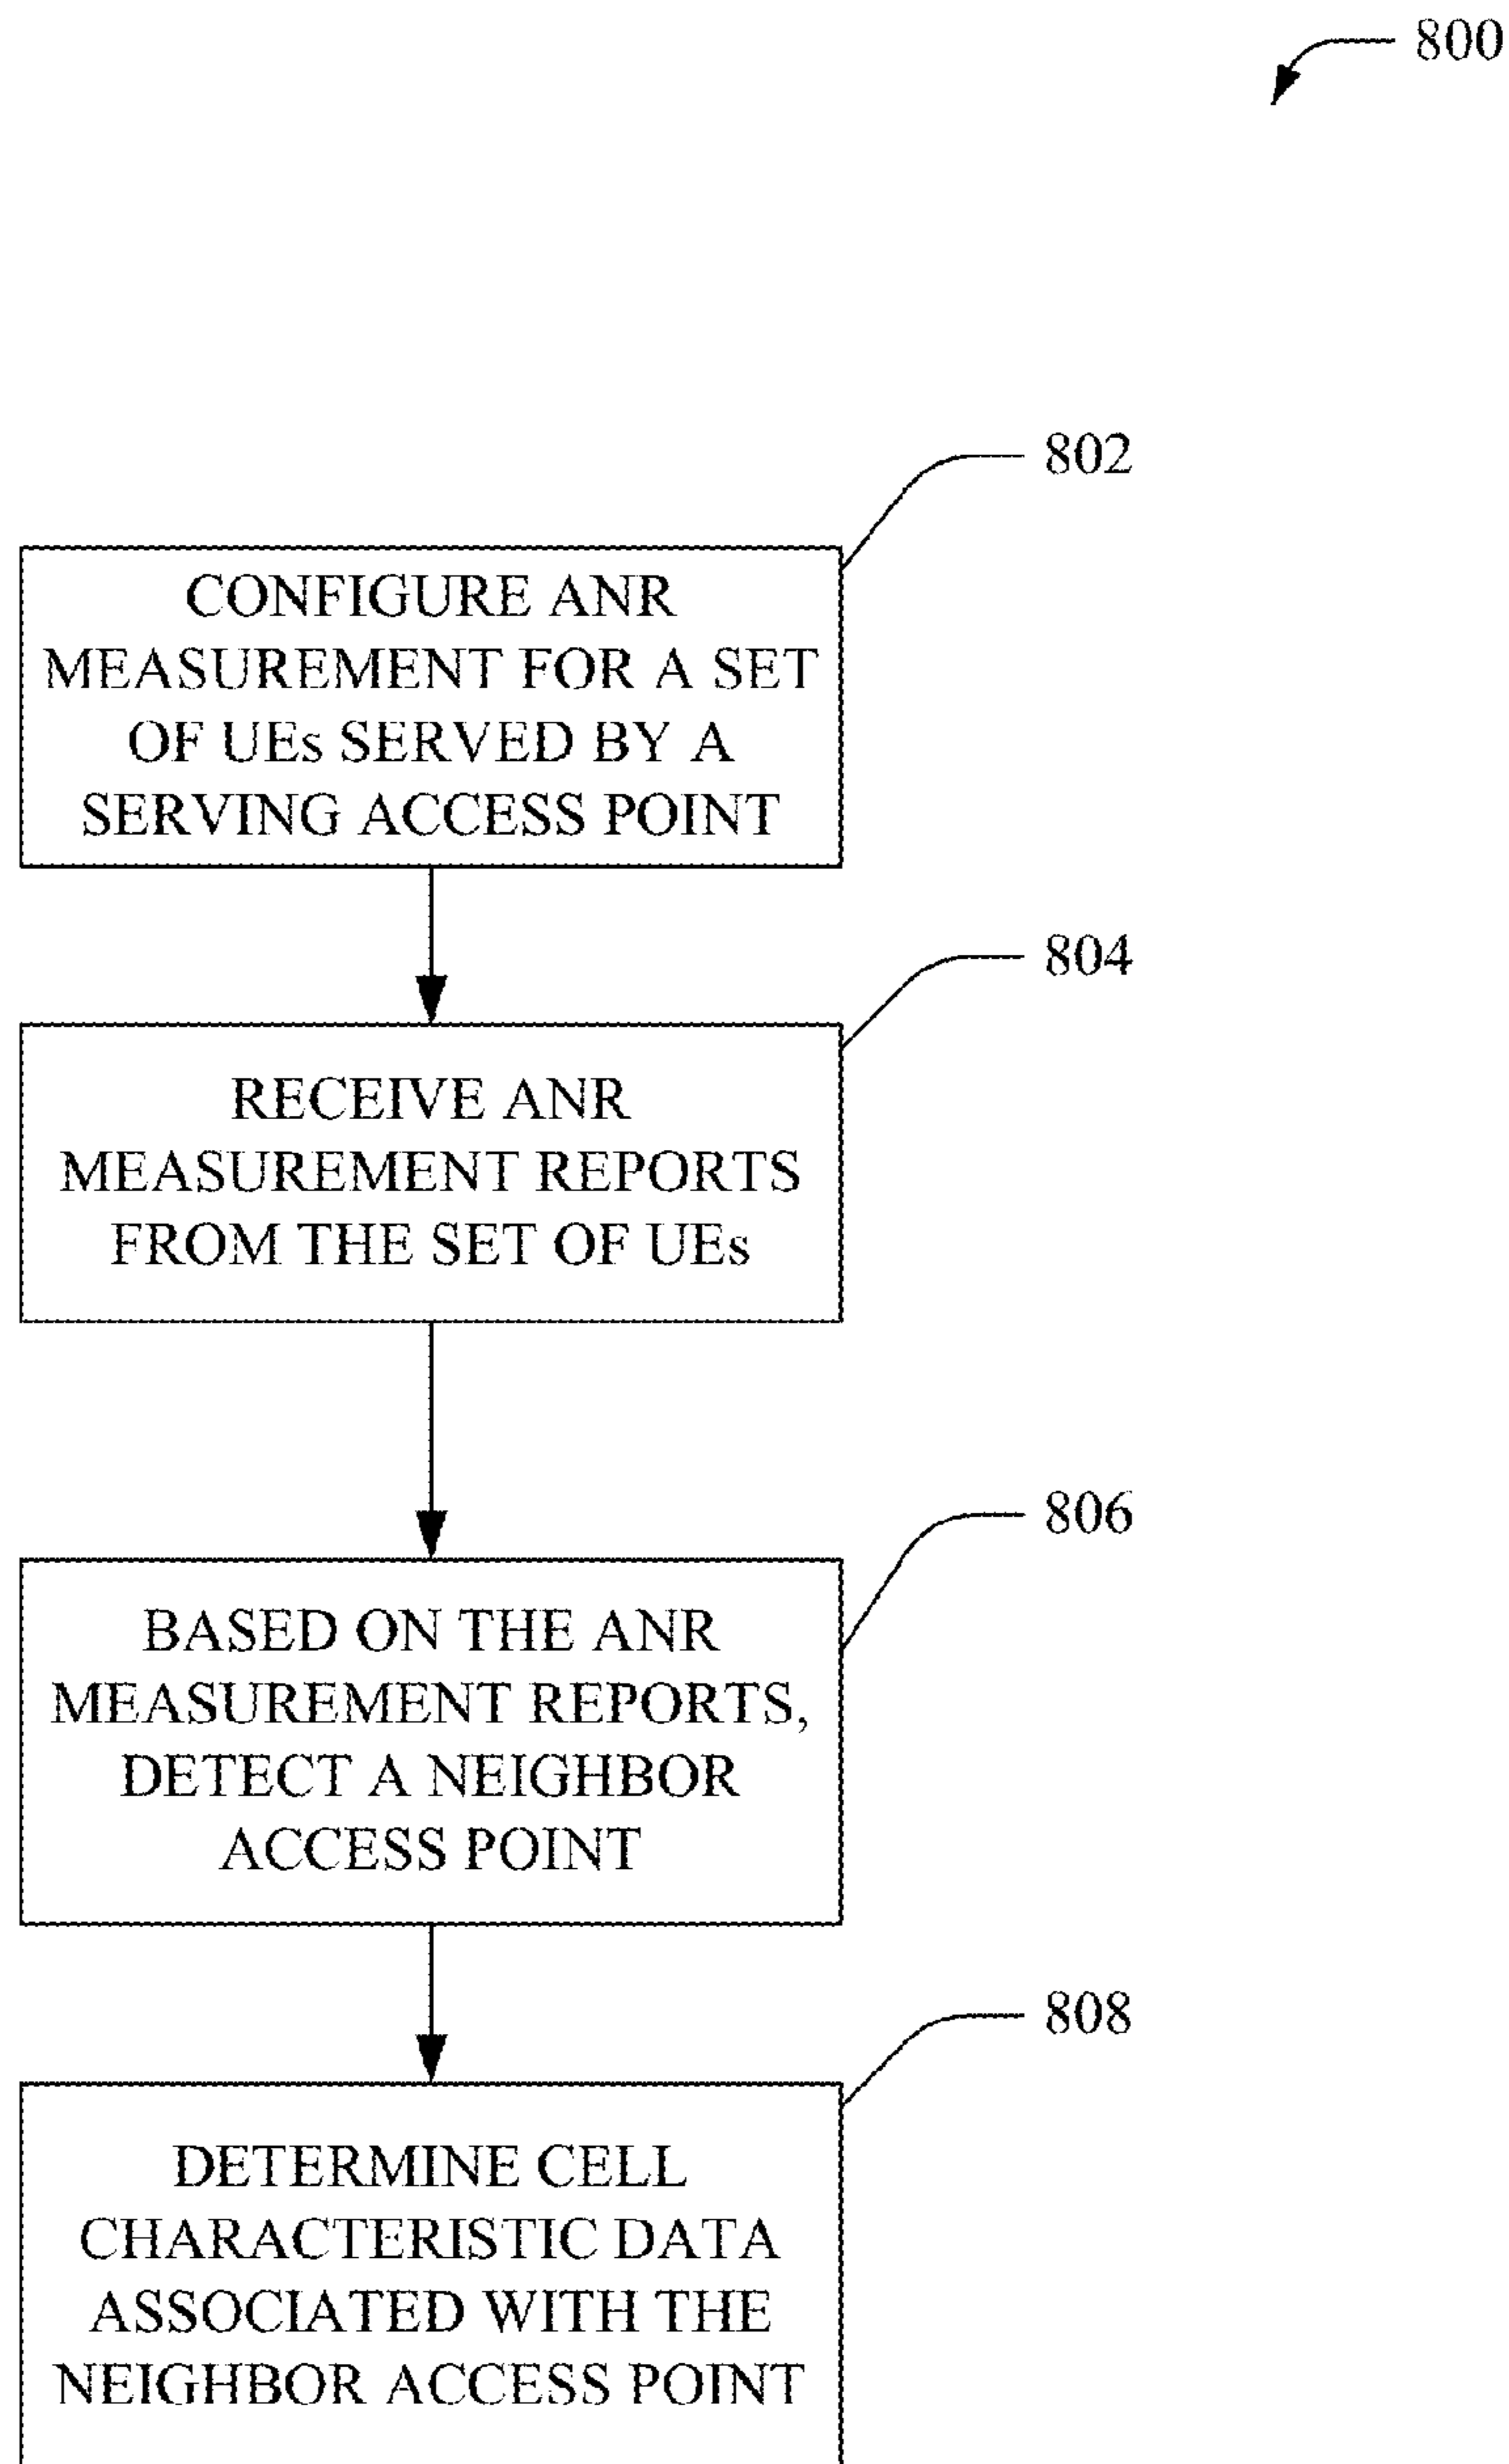 800
802
CONFIGURE ANR
MEASUREMENT FOR A SET
OF UEs SERVED BY A
SERVING ACCESS POINT
804
RECEIVE ANR
MEASUREMENT REPORTS
FROM THE SET OF UEs
806
BASED ON THE ANR
MEASUREMENT REPORTS,
DETECT A NEIGHBOR
ACCESS POINT
808
DETERMINE CELL
CHARACTERISTIC DATA
ASSOCIATED WITH THE
NEIGHBOR ACCESS POINT